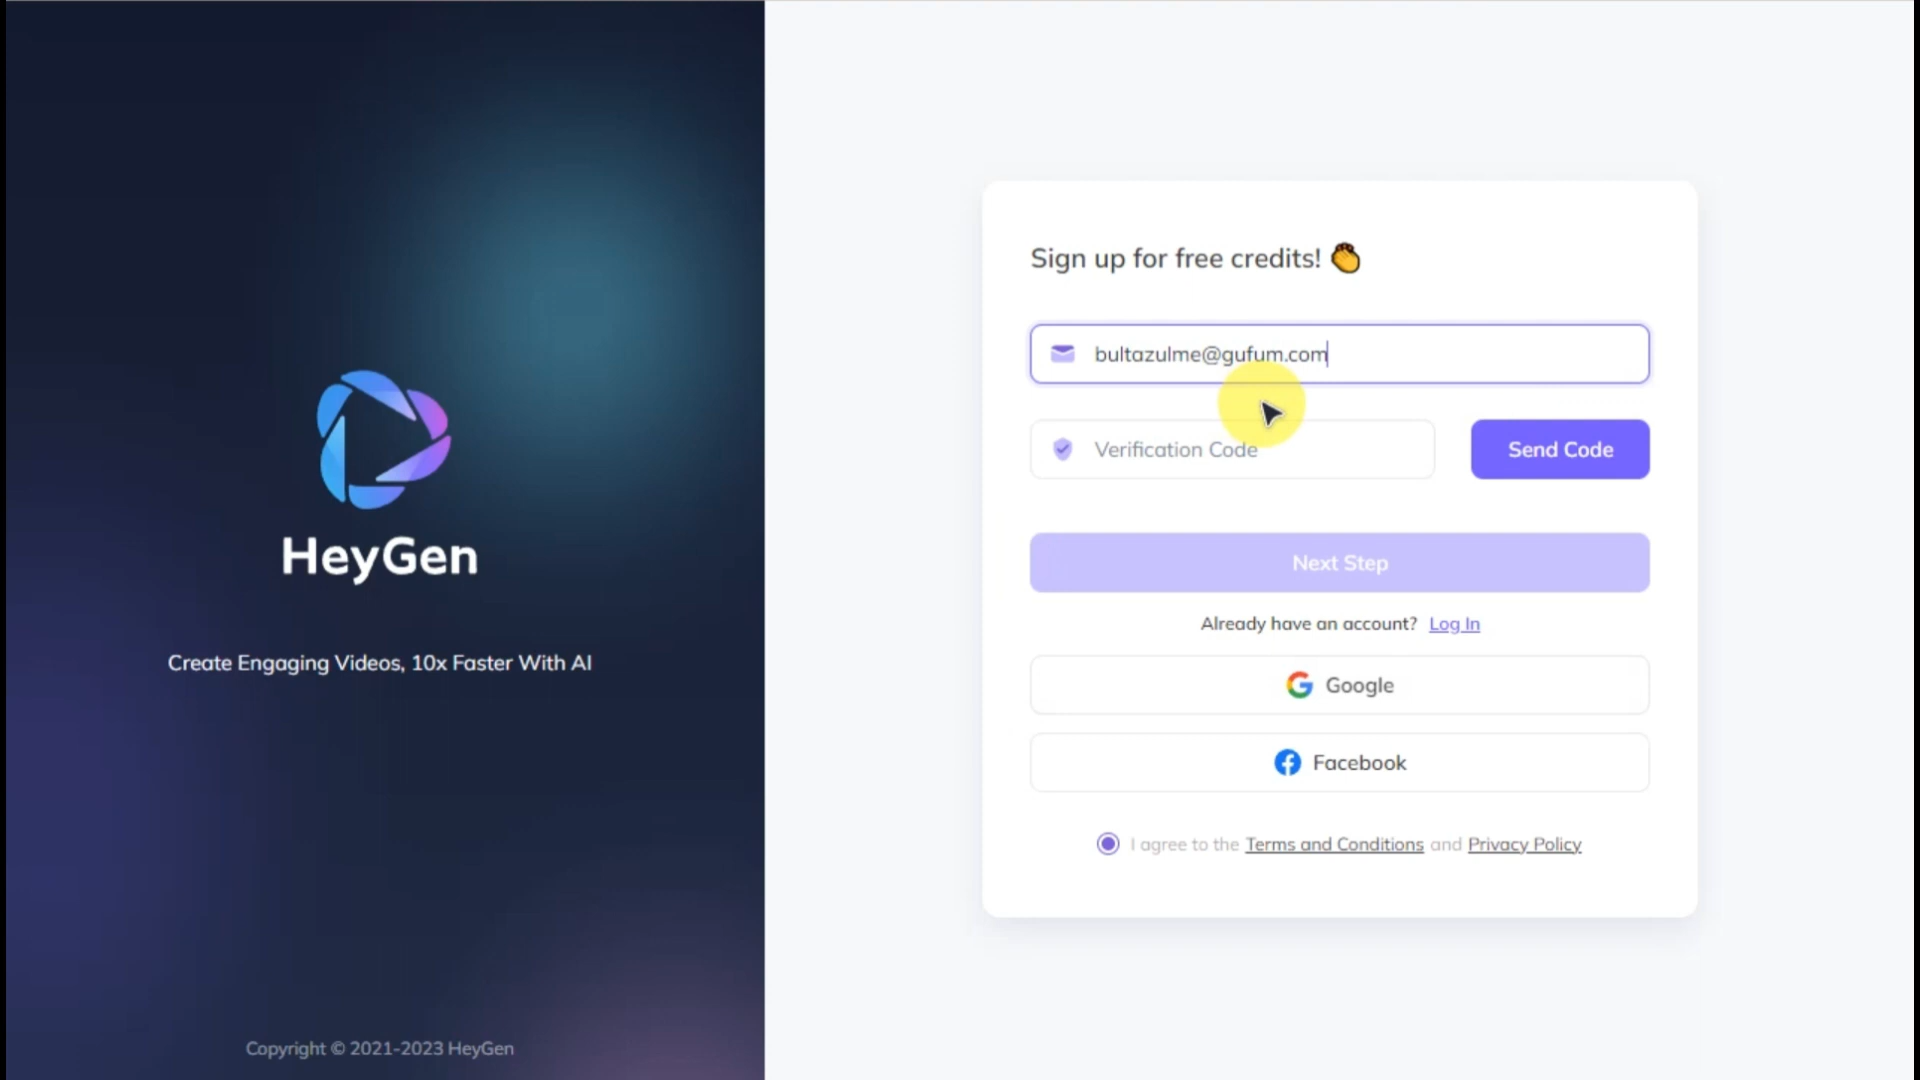 HeyGen
Create Engaging Videos, 10x Faster With AI
Copyright © 2021-2023 HeyGen
Sign up for free credits! 👏
bultazulme@gufum.com
Verification Code
Send Code
Next Step
Already have an account? Log In
Google
Facebook
I agree to the Terms and Conditions and Privacy Policy